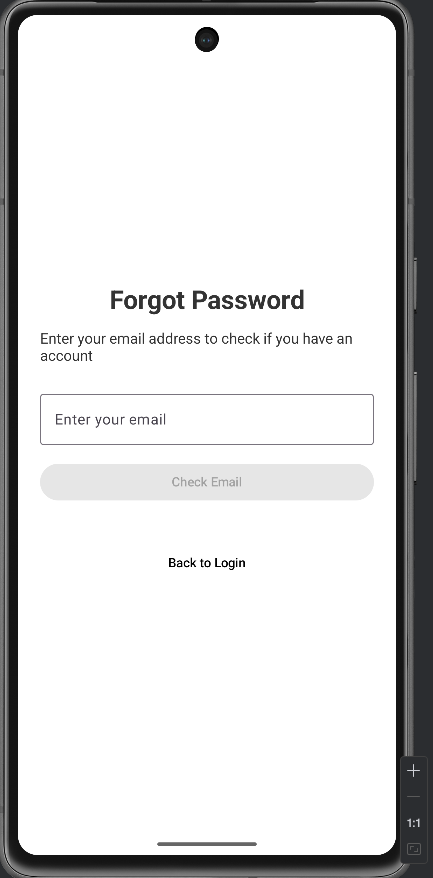 Forgot Password
Enter your email address to check if you have an
account
Enter your email
Check Email
Back to Login
1:1